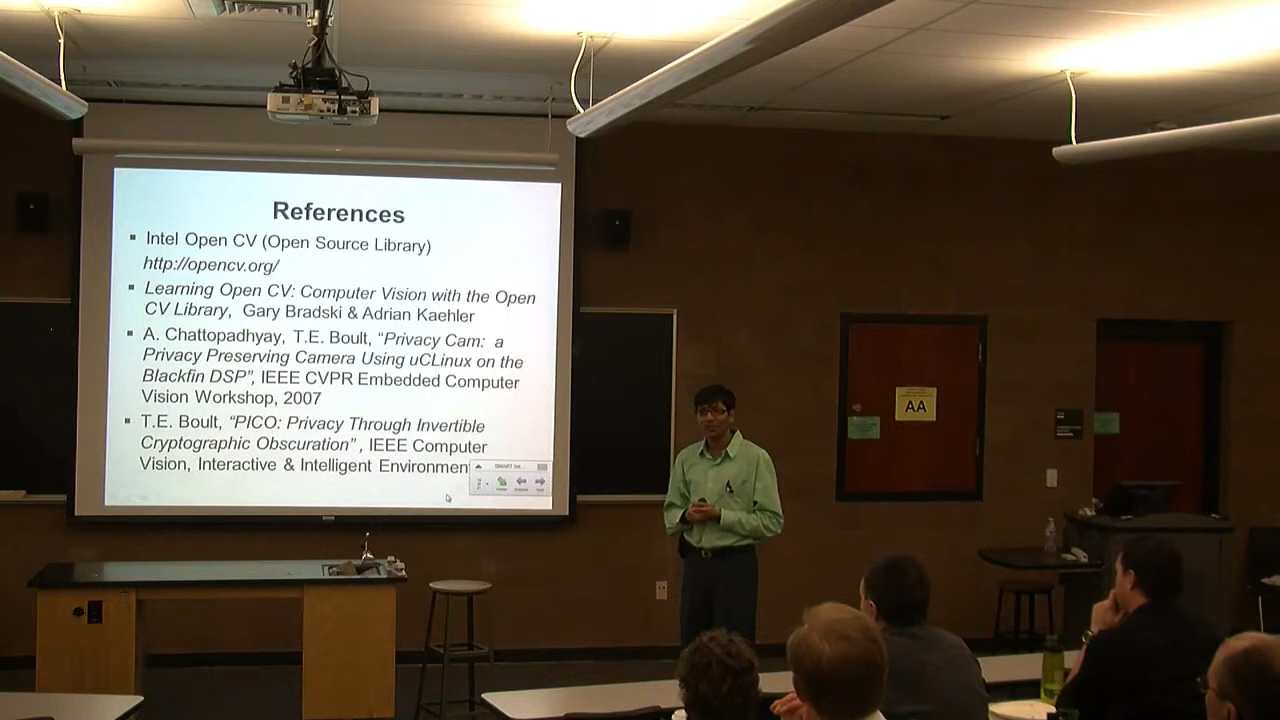 References
▪ Intel Open CV (Open Source Library)
http://opencv.org/
▪ Learning Open CV: Computer Vision with the Open
CV Library, Gary Bradski & Adrian Kaehler
▪ A. Chattopadhyay, T.E. Boult, “Privacy Cam: a
Privacy Preserving Camera Using uCLinux on the
Blackfin DSP”, IEEE CVPR Embedded Computer
Vision Workshop, 2007
▪ T.E. Boult, “PICO: Privacy Through Invertible
Cryptographic Obscuration” , IEEE Computer
Vision, Interactive & Intelligent Environmen
AA